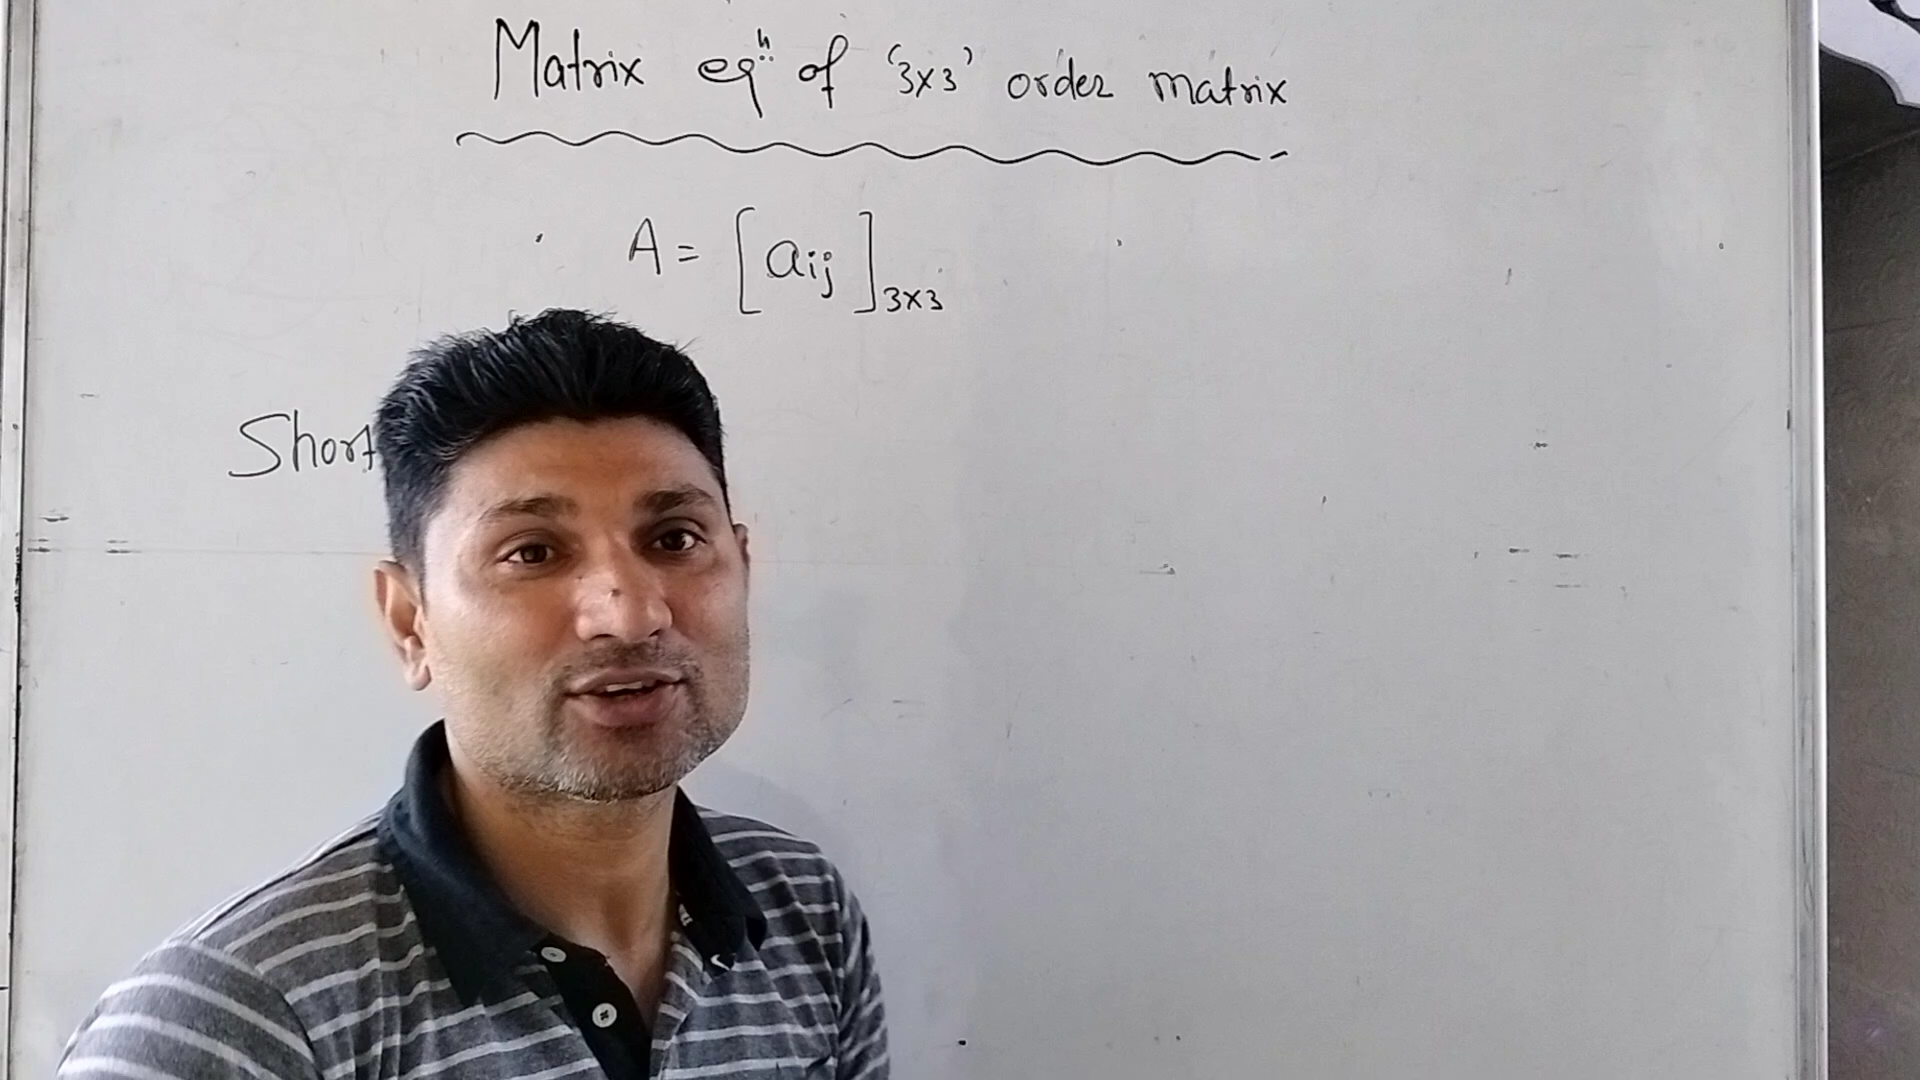 Matrix eqⁿ of '3x3' order matrix
A = [aij]3x3
Short